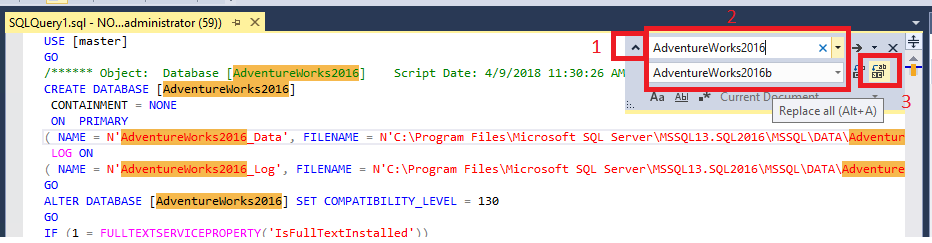 SQLQuery1.sql - NO...administrator (59))
2
1
AdventureWorks2016
AdventureWorks2016b
Aa Abl .* Current Document
Replace all (Alt+A)
3
USE [master]
GO
/****** Object:  Database [AdventureWorks2016]    Script Date: 4/9/2018 11:30:26 AM
CREATE DATABASE [AdventureWorks2016]
CONTAINMENT = NONE
ON  PRIMARY
( NAME = N'AdventureWorks2016_Data', FILENAME = N'C:\Program Files\Microsoft SQL Server\MSSQL13.SQL2016\MSSQL\DATA\Adventur
LOG ON
( NAME = N'AdventureWorks2016_Log', FILENAME = N'C:\Program Files\Microsoft SQL Server\MSSQL13.SQL2016\MSSQL\DATA\Adventure
GO
ALTER DATABASE [AdventureWorks2016] SET COMPATIBILITY_LEVEL = 130
GO
IF (1 = FULLTEXTSERVICEPROPERTY('IsFullTextInstalled'))